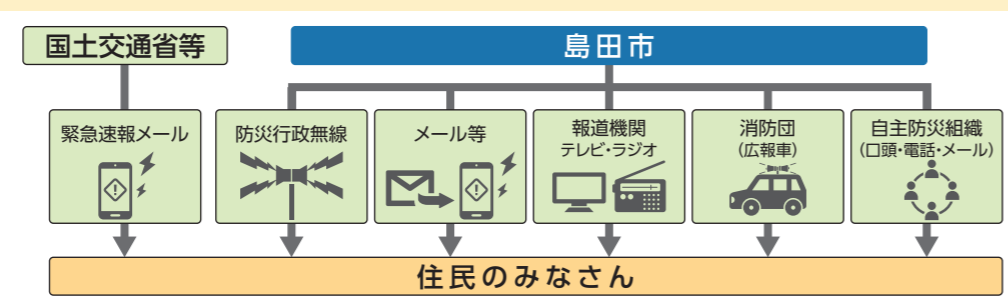 国土交通省等
島田市
緊急速報メール
防災行政無線
メール等
報道機関
テレビ・ラジオ
消防団
(広報車)
自主防災組織
(口頭・電話・メール)
住民のみなさん